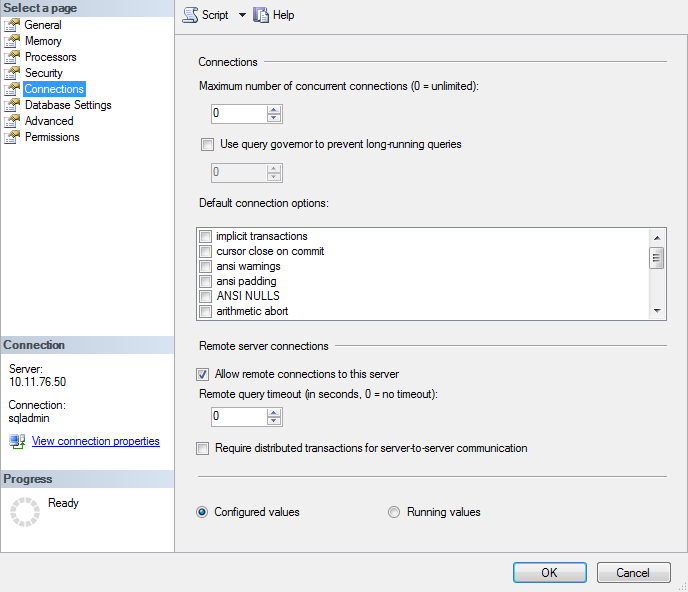 Select a page
General
Memory
Processors
Security
Connections
Database Settings
Advanced
Permissions
Connection
Server:
10.11.76.50
Connection:
sqladmin
View connection properties
Progress
Ready
Script Help
Connections
Maximum number of concurrent connections (0 = unlimited):
0
Use query governor to prevent long-running queries
0
Default connection options:
implicit transactions
cursor close on commit
ansi warnings
ansi padding
ANSI NULLS
arithmetic abort
Remote server connections
Allow remote connections to this server
Remote query timeout (in seconds, 0 = no timeout):
0
Require distributed transactions for server-to-server communication
Configured values Running values
OK Cancel